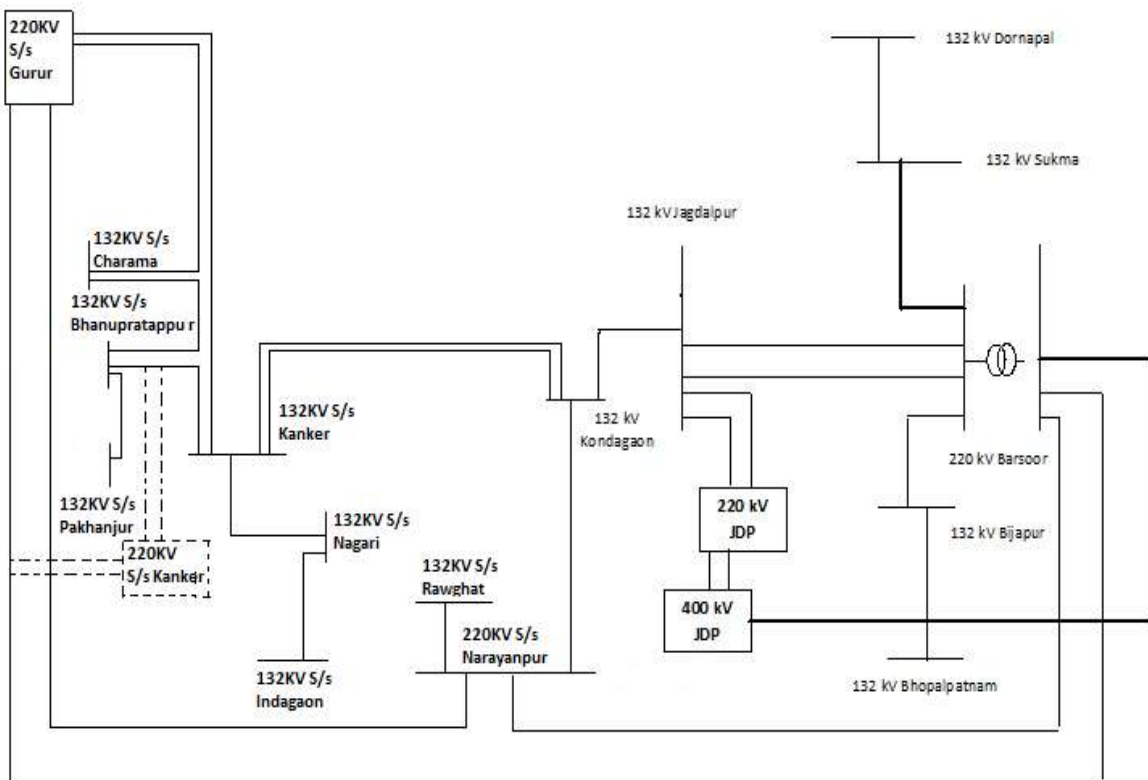 220KV
S/s
Gurur
132 kV Dornapal
132 kV Sukma
132 kV Jagdalpur
132KV S/s
Charama
132KV S/s
Bhanupratappur
132KV S/s
Kanker
132 kV
Kondagaon
220 kV Barsoor
132KV S/s
Pakhanjur
220KV
S/s Kanker
132KV S/s
Nagari
220 kV
JDP
132 kV Bijapur
132KV S/s
Rawghat
400 kV
JDP
220KV S/s
Narayanpur
132KV S/s
Indagaon
132 kV Bhopalpatnam